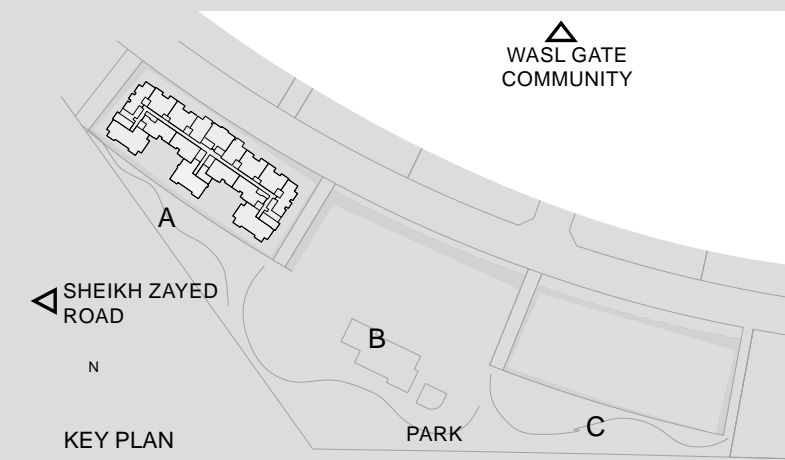 WASL GATE
COMMUNITY
A
SHEIKH ZAYED
ROAD
B
N
C
PARK
KEY PLAN